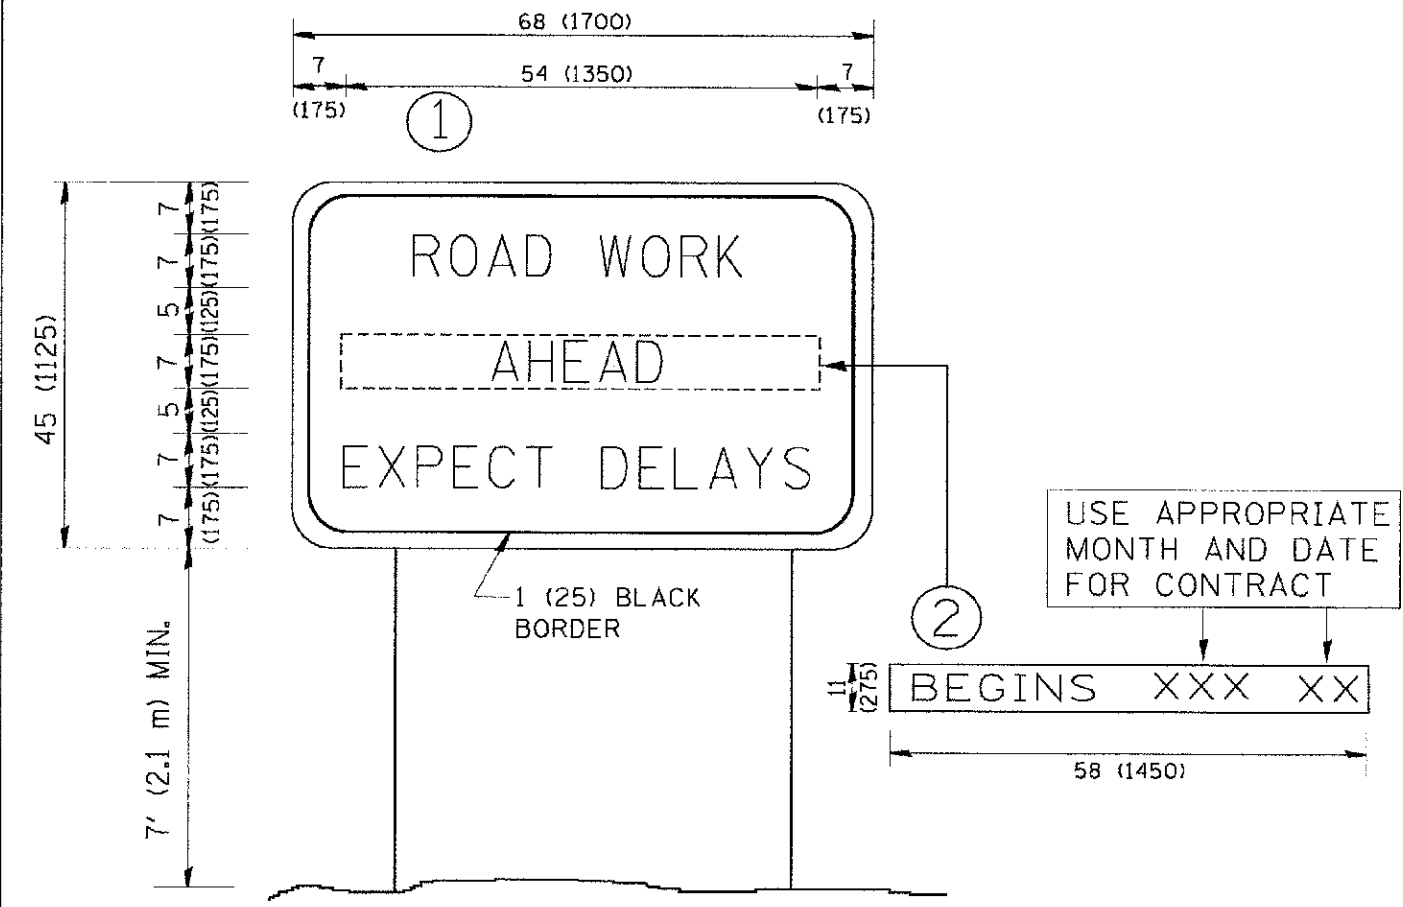 68 (1700)
7 54 (1350) 7
(175) (175)
1
45 (1125)
7 (175)
7 (175)
5 (125)
7 (175)
5 (125)
7 (175)
7 (175)
ROAD WORK
AHEAD
EXPECT DELAYS
7' (2.1 m) MIN.
1 (25) BLACK
BORDER
2
USE APPROPRIATE
MONTH AND DATE
FOR CONTRACT
11
(275)
BEGINS XXX XX
58 (1450)